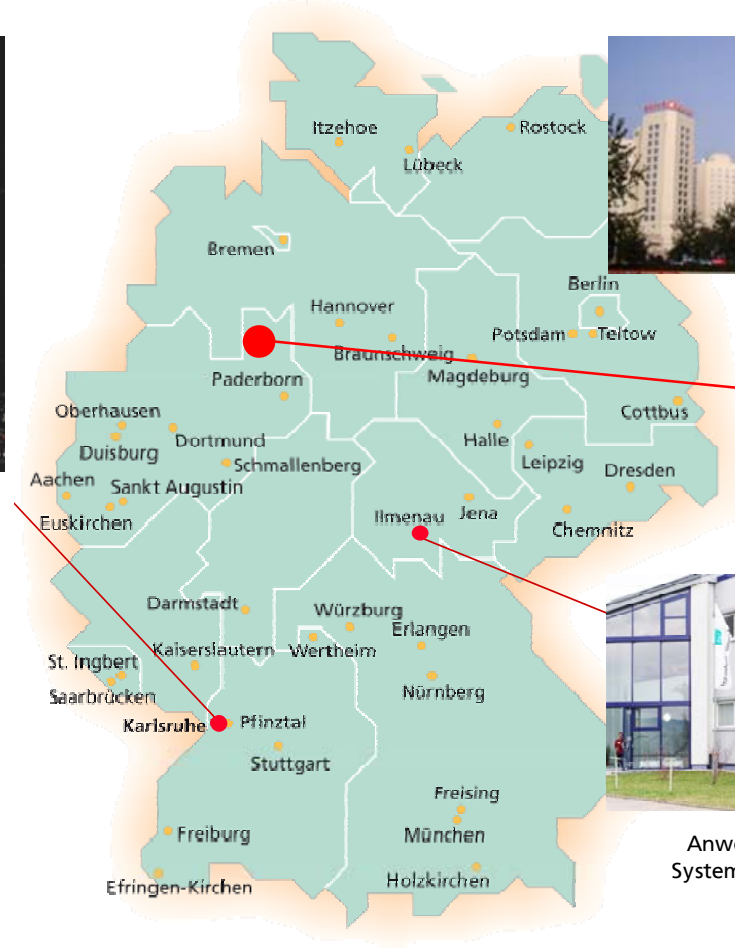 Itzehoe
Rostock
Lübeck
Bremen
Berlin
Hannover
Potsdam
Teltow
Braunschweig
Magdeburg
Paderborn
Oberhausen
Cottbus
Dortmund
Halle
Duisburg
Schmallenberg
Leipzig
Dresden
Aachen
Sankt Augustin
Ilmenau
Jena
Euskirchen
Chemnitz
Darmstadt
Würzburg
Erlangen
Kaiserslautern
Wertheim
St. Ingbert
Saarbrücken
Nürnberg
Karlsruhe
Pfinztal
Stuttgart
Freising
Freiburg
München
Efringen-Kirchen
Holzkirchen
Anwe
System